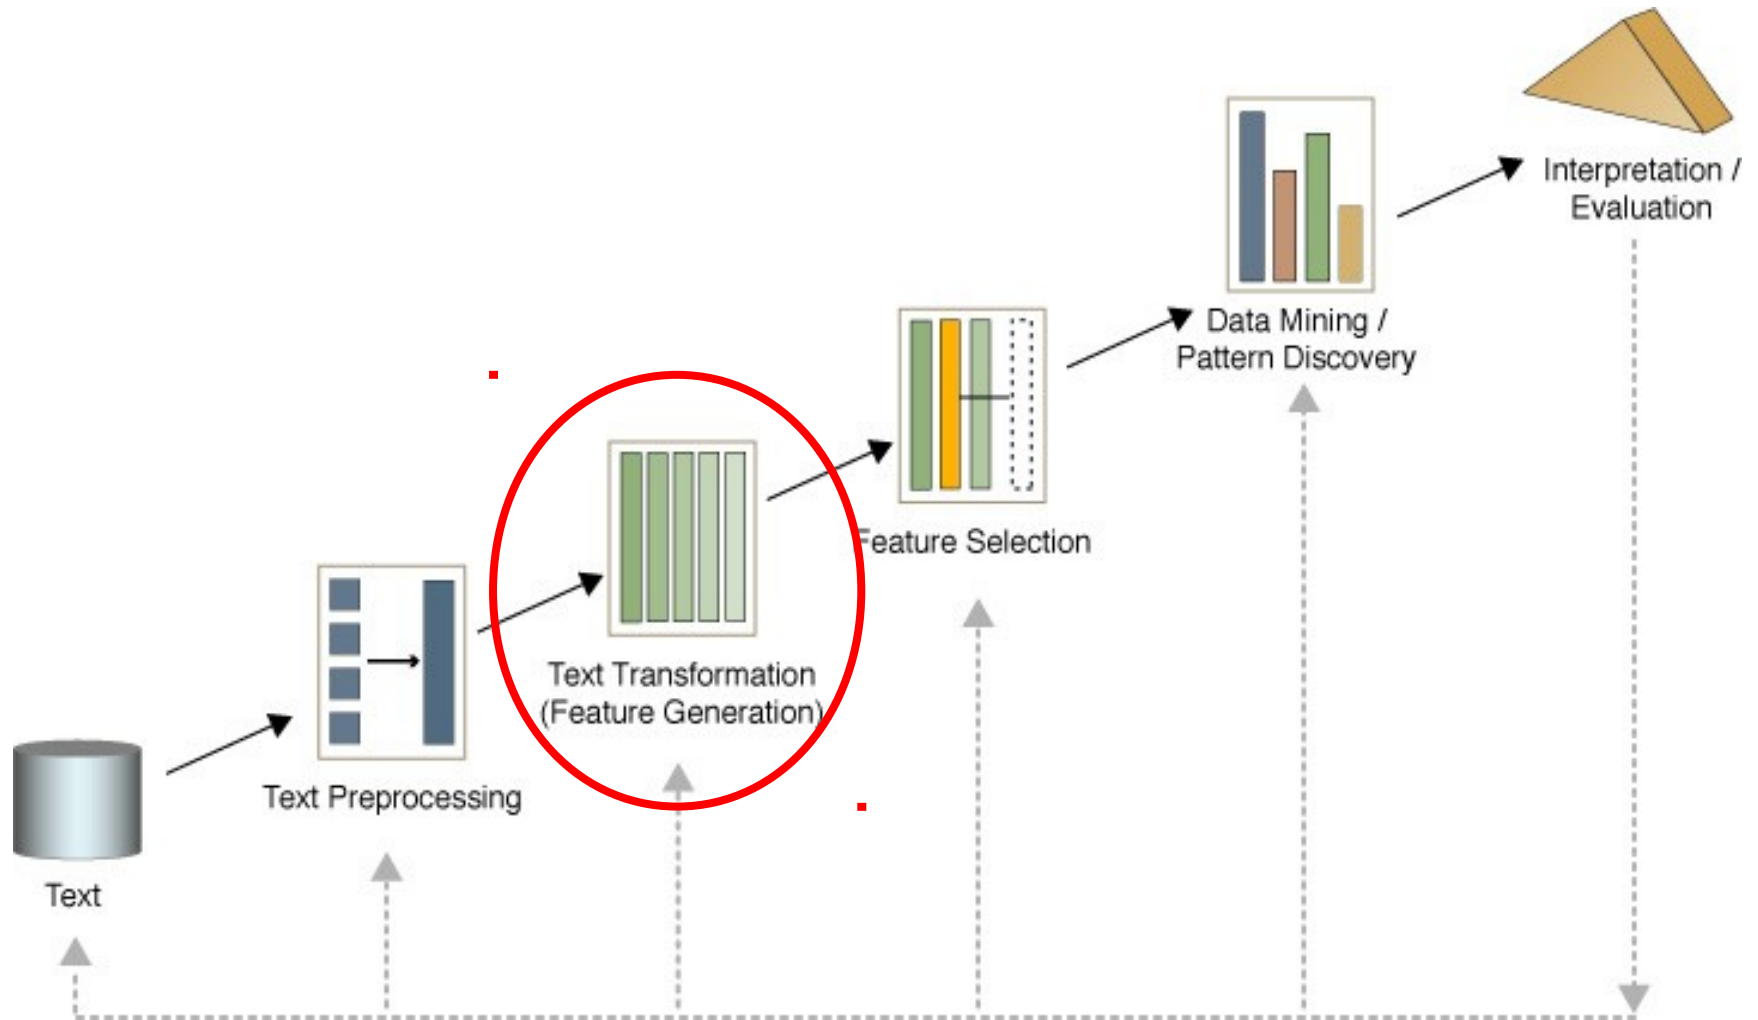 Text
Text Preprocessing
Text Transformation
(Feature Generation)
Feature Selection
Data Mining /
Pattern Discovery
Interpretation /
Evaluation